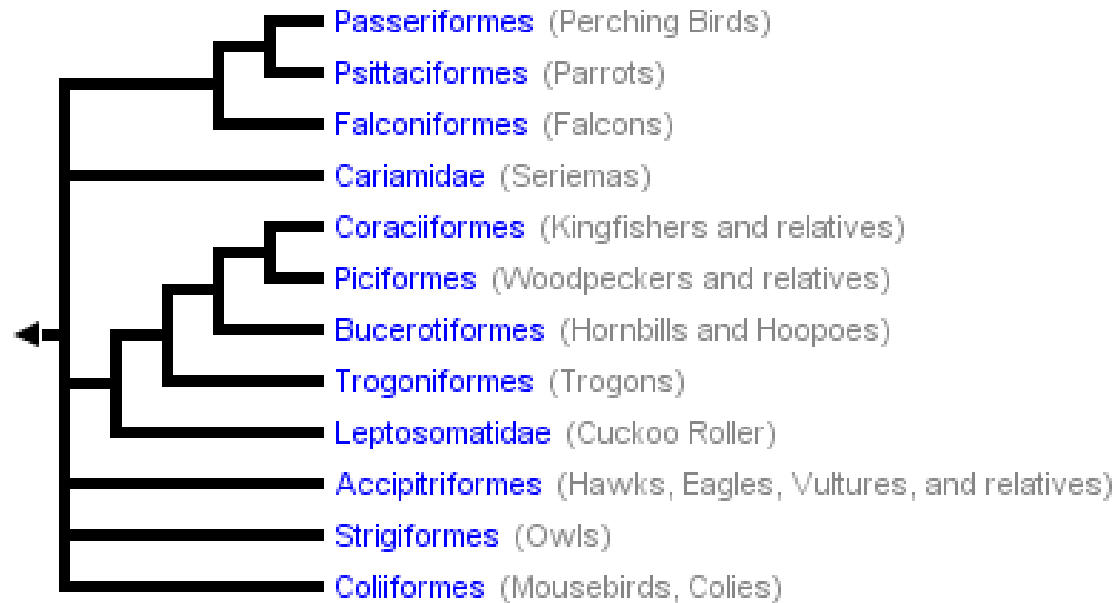 Passeriformes (Perching Birds)
Psittaciformes (Parrots)
Falconiformes (Falcons)
Cariamidae (Seriemas)
Coraciiformes (Kingfishers and relatives)
Piciformes (Woodpeckers and relatives)
Bucerotiformes (Hornbills and Hoopoes)
Trogoniformes (Trogons)
Leptosomatidae (Cuckoo Roller)
Accipitriformes (Hawks, Eagles, Vultures, and relatives)
Strigiformes (Owls)
Coliiformes (Mousebirds, Colies)